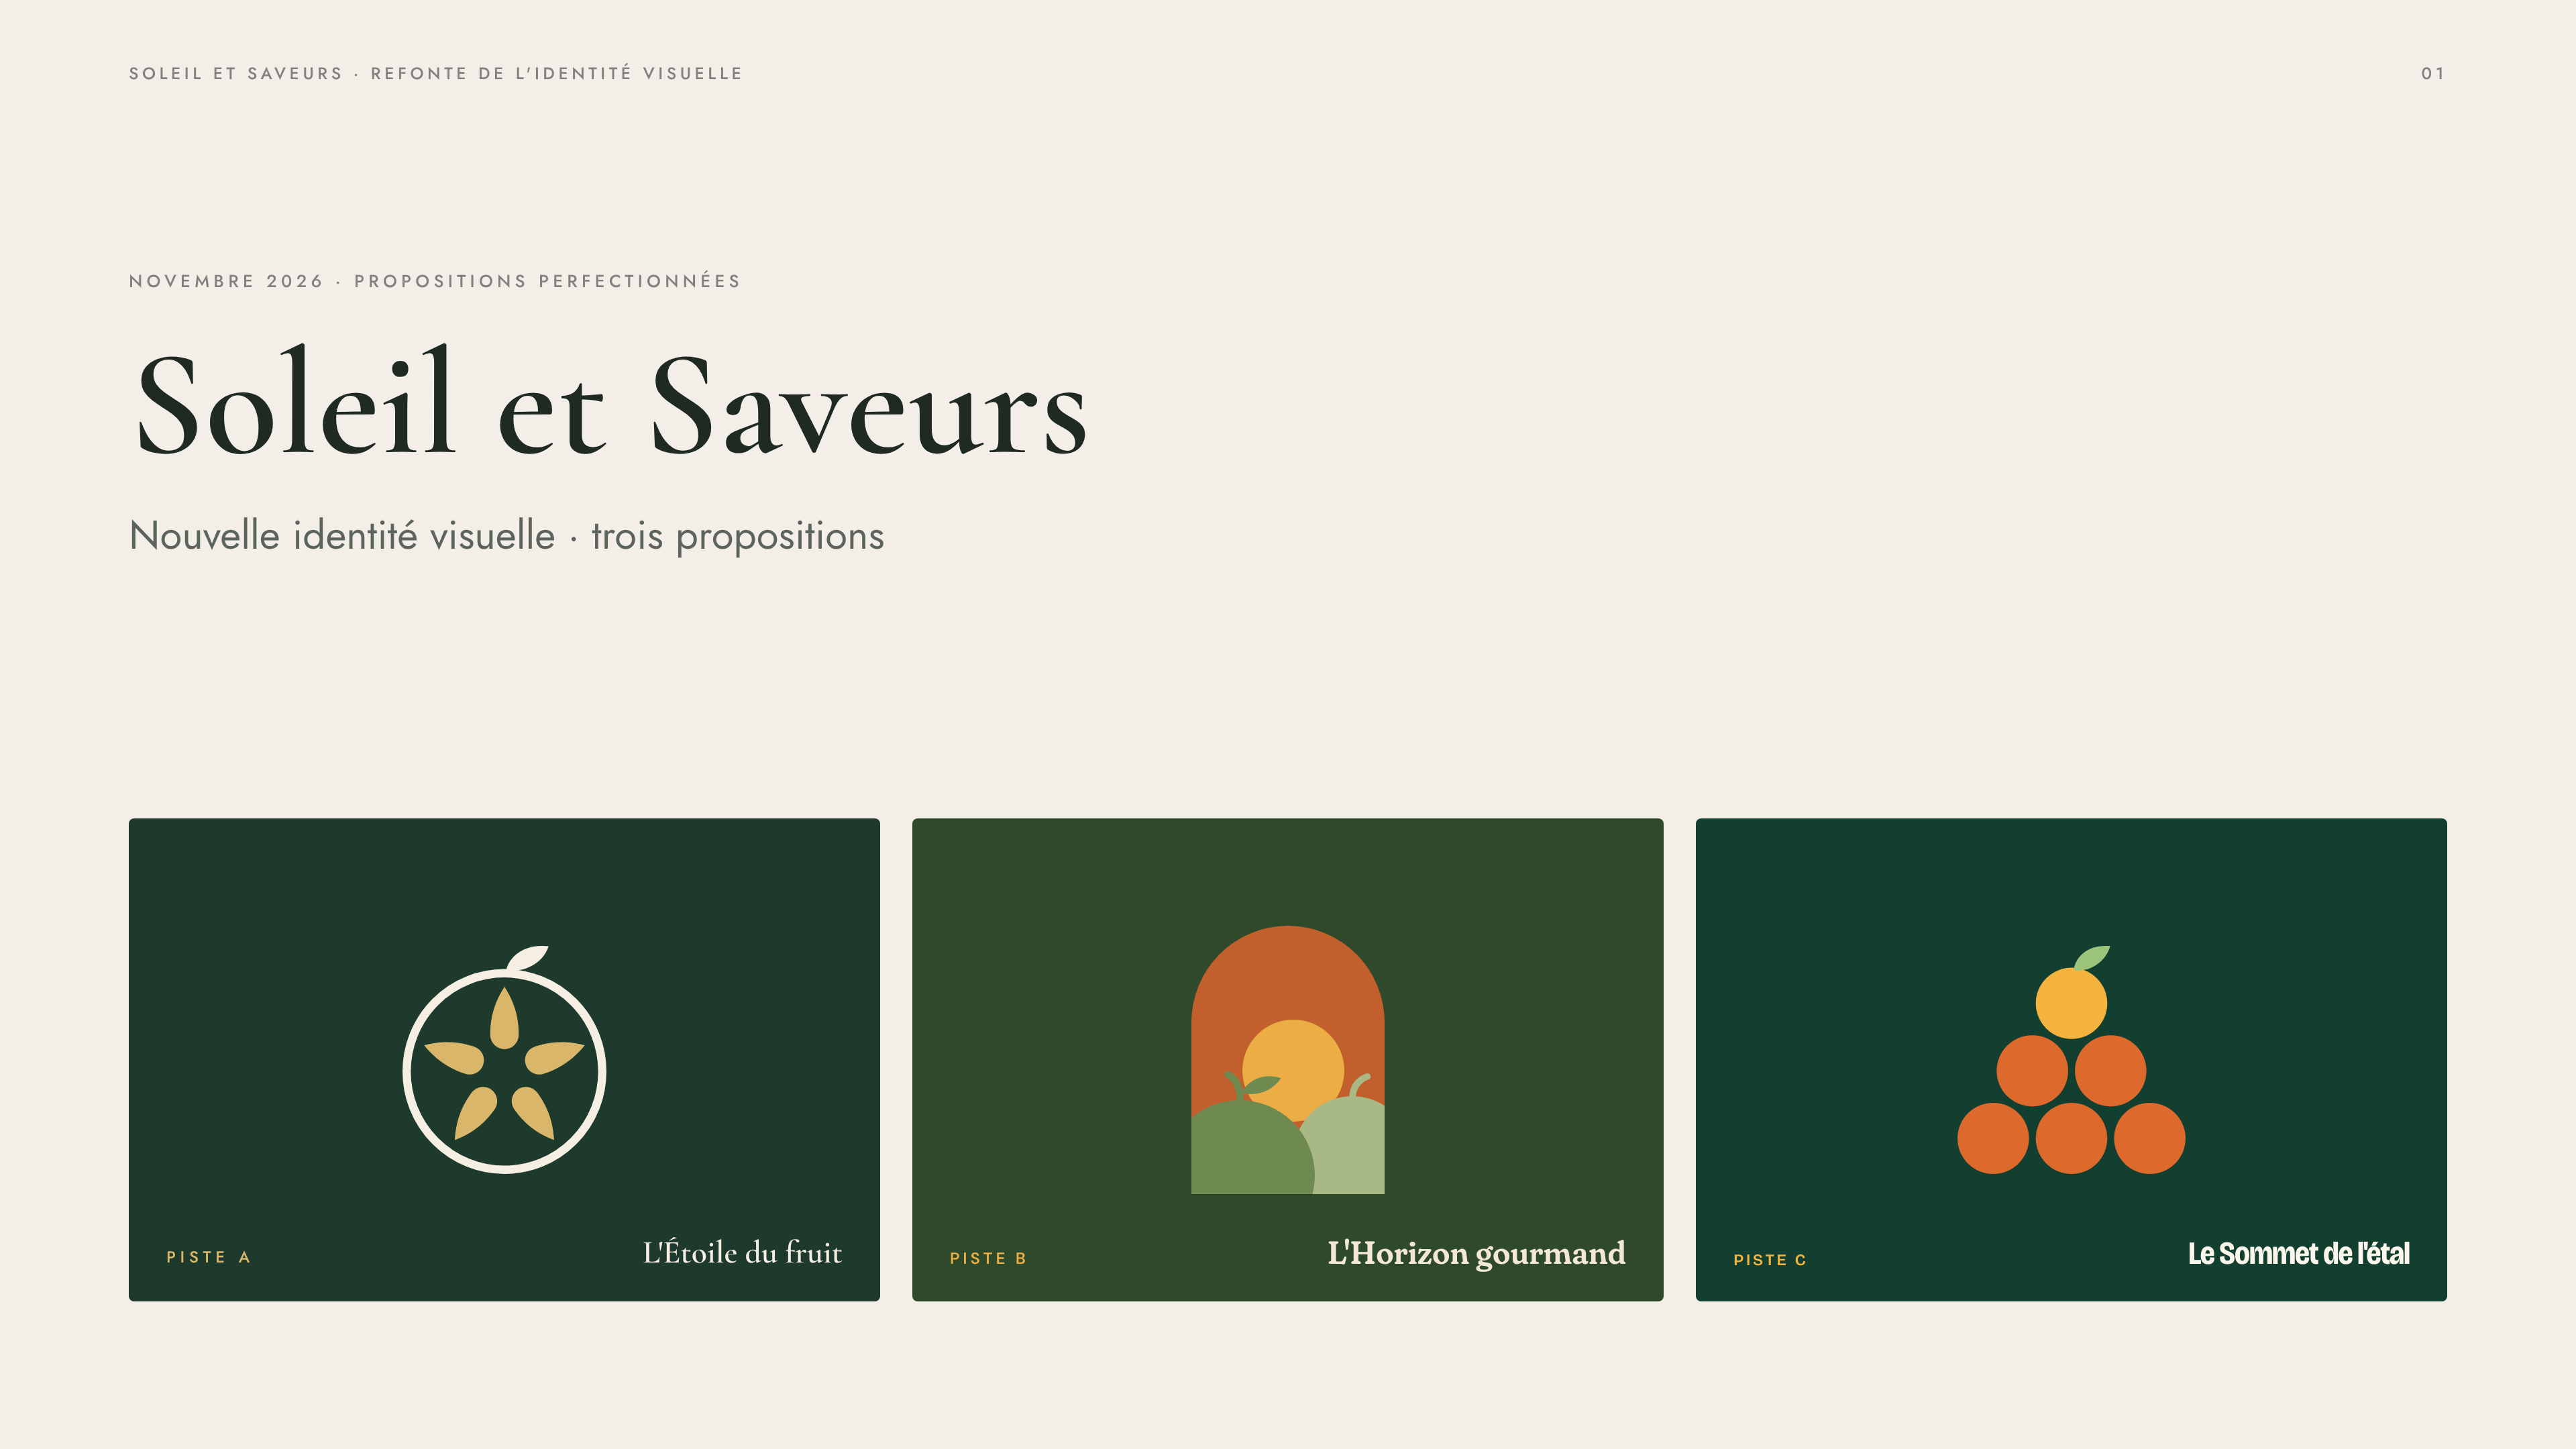 SOLEIL ET SAVEURS · REFONTE DE L'IDENTITÉ VISUELLE
01
NOVEMBRE 2026 · PROPOSITIONS PERFECTIONNÉES
Soleil et Saveurs
Nouvelle identité visuelle · trois propositions
PISTE A
L'Étoile du fruit
PISTE B
L'Horizon gourmand
PISTE C
Le Sommet de l'étal